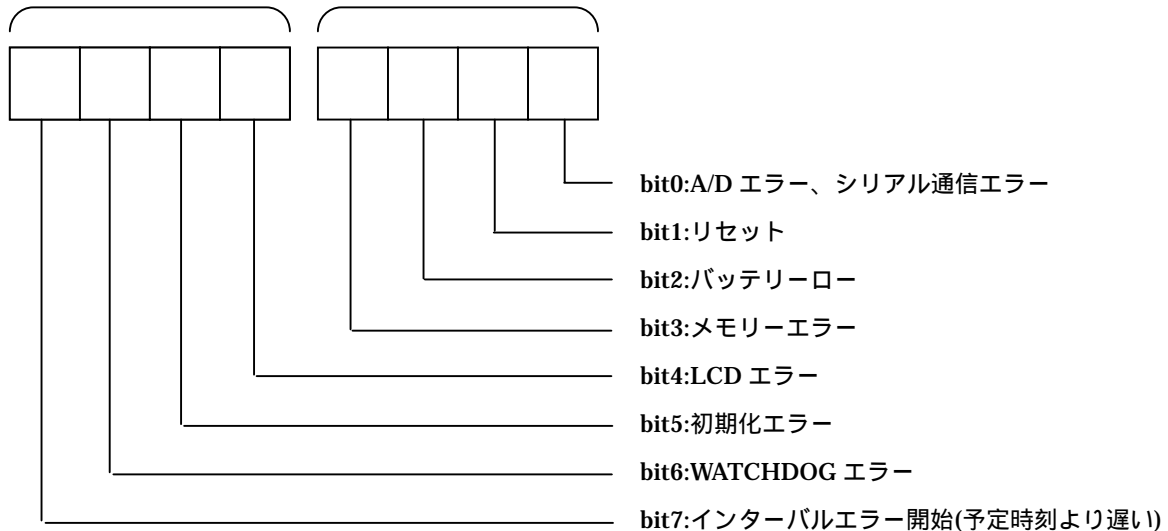 bit0:A/D エラー、シリアル通信エラー
bit1:リセット
bit2:バッテリーロー
bit3:メモリーエラー
bit4:LCD エラー
bit5:初期化エラー
bit6:WATCHDOG エラー
bit7:インターバルエラー開始(予定時刻より遅い)